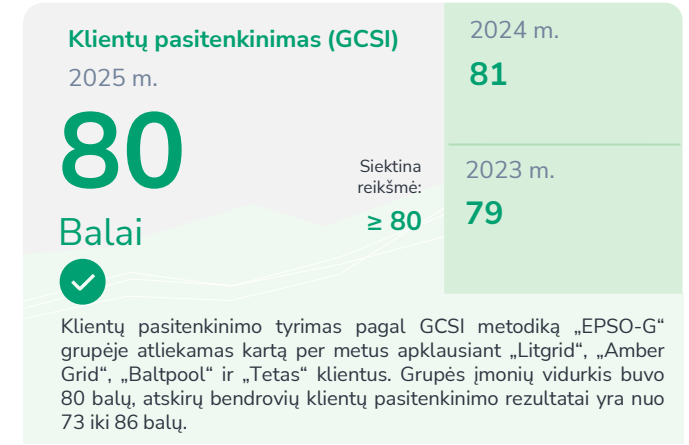 Klientų pasitenkinimas (GCSI)
2025 m.
80
Balai
Siektina
reikšmė:
≥ 80
2024 m.
81
2023 m.
79
Klientų pasitenkinimo tyrimas pagal GCSI metodiką „EPSO-G“
grupėje atliekamas kartą per metus apklausiant „Litgrid“, „Amber
Grid“, „Baltpool“ ir „Tetas“ klientus. Grupės įmonių vidurkis buvo
80 balų, atskirų bendrovių klientų pasitenkinimo rezultatai yra nuo
73 iki 86 balų.